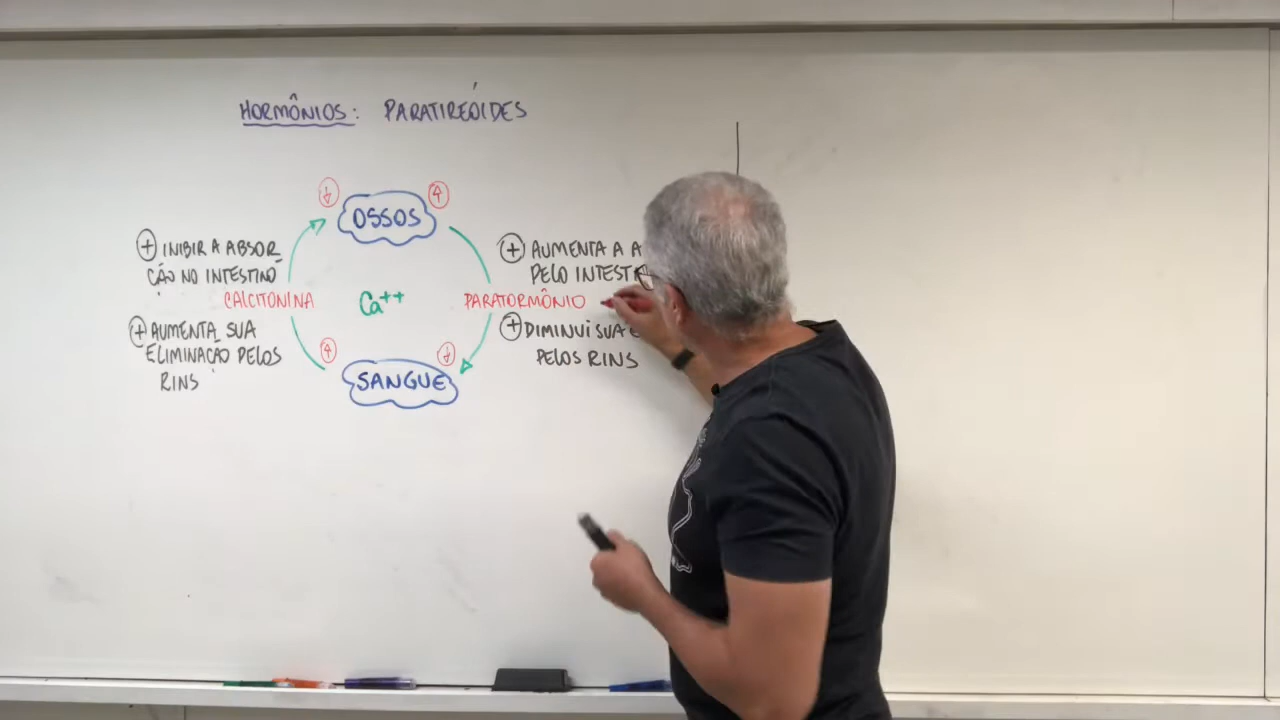 HORMÔNIOS: PARATIREÓIDES
OSSOS
+ INIBIR A ABSOR
ÇÃO NO INTESTINO
CALCITONINA
+ AUMENTA SUA
ELIMINAÇÃO PELOS
RINS
Ca++
+ AUMENTA A A
PELO INTEST
PARATORMÔNIO
+ DIMINUI SUA
PELOS RINS
SANGUE